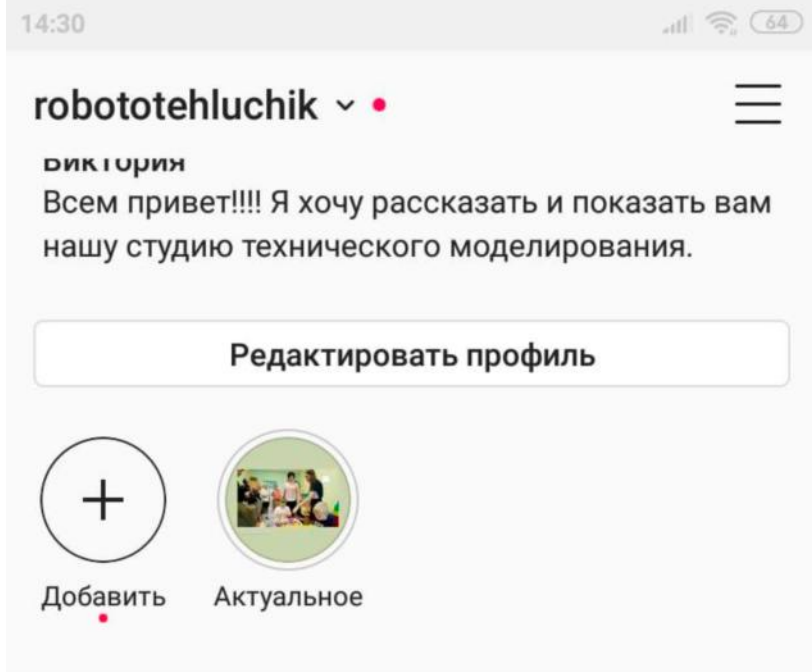 14:30
64
robototehluchik
Виктория
Всем привет!!!! Я хочу рассказать и показать вам
нашу студию технического моделирования.
Редактировать профиль
Добавить
Актуальное